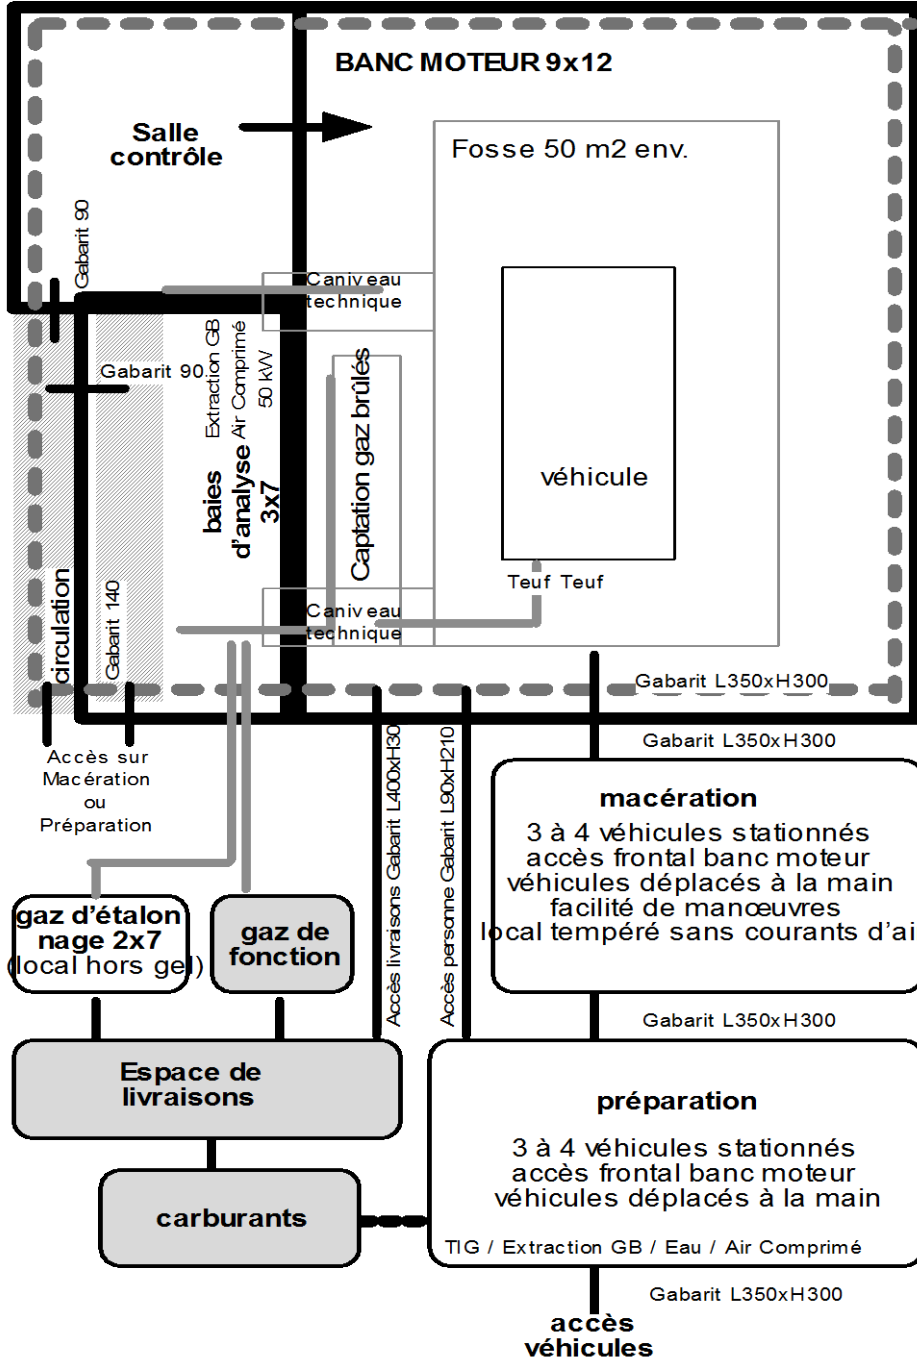 BANC MOTEUR 9x12
Salle
contrôle
Fosse 50 m2 env.
Gabarit 90
Caniveau
technique
Gabarit 90
Extraction GB
Air Comprimé
50 kW
baies
d'analyse
3x7
Captation gaz brûlés
véhicule
Teuf Teuf
circulation
Gabarit 140
Caniveau
technique
Gabarit L350xH300
Accès sur
Macération
ou
Préparation
Accès livraisons Gabarit L400xH30
Accès personne Gabarit L90xH210
Gabarit L350xH300
macération
3 à 4 véhicules stationnés
accès frontal banc moteur
véhicules déplacés à la main
facilité de manœuvres
local tempéré sans courants d'ai
gaz d'étalon
nage 2x7
(local hors gel)
gaz de
fonction
Gabarit L350xH300
Espace de
livraisons
préparation
3 à 4 véhicules stationnés
accès frontal banc moteur
véhicules déplacés à la main
TIG / Extraction GB / Eau / Air Comprimé
carburants
Gabarit L350xH300
accès
véhicules